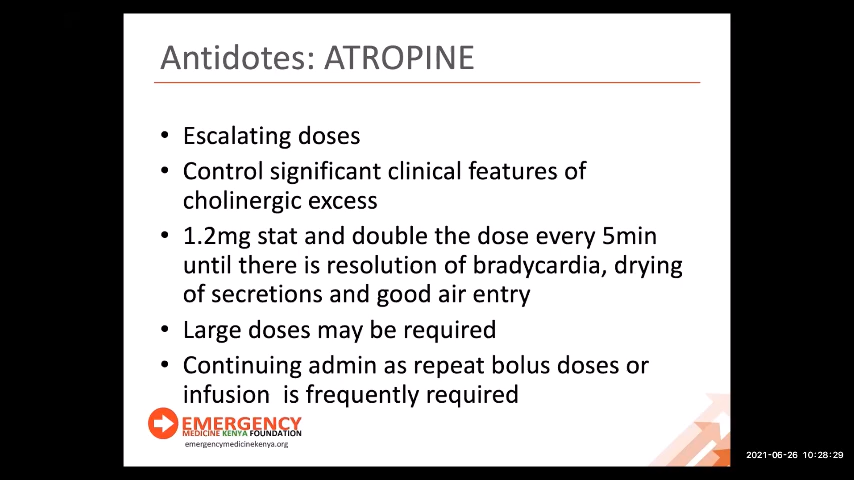 Antidotes: ATROPINE
• Escalating doses
• Control significant clinical features of
cholinergic excess
• 1.2mg stat and double the dose every 5min
until there is resolution of bradycardia, drying
of secretions and good air entry
• Large doses may be required
• Continuing admin as repeat bolus doses or
infusion  is frequently required
EMERGENCY
MEDICINE KENYA FOUNDATION
emergencymedicinekenya.org
2021-06-26 10:28:29